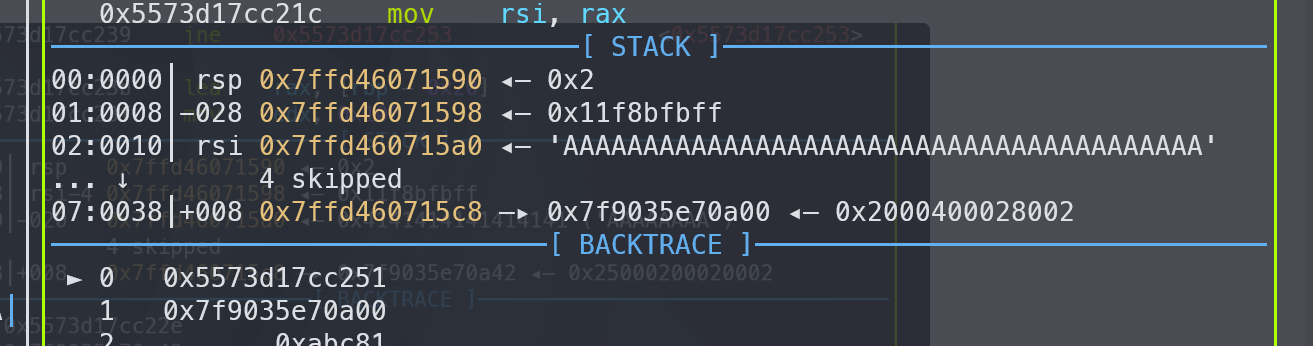 0x5573d17cc21c mov rsi, rax
[ STACK ]
00:0000│ rsp 0x7ffd46071590 ◂— 0x2
01:0008│-028 0x7ffd46071598 ◂— 0x11f8bfbff
02:0010│ rsi 0x7ffd460715a0 ◂— 'AAAAAAAAAAAAAAAAAAAAAAAAAAAAAAAAAAAAAAAA'
... ↓ 4 skipped
07:0038│+008 0x7ffd460715c8 —▸ 0x7f9035e70a00 ◂— 0x2000400028002
[ BACKTRACE ]
► 0 0x5573d17cc251
1 0x7f9035e70a00
2 0xabc81